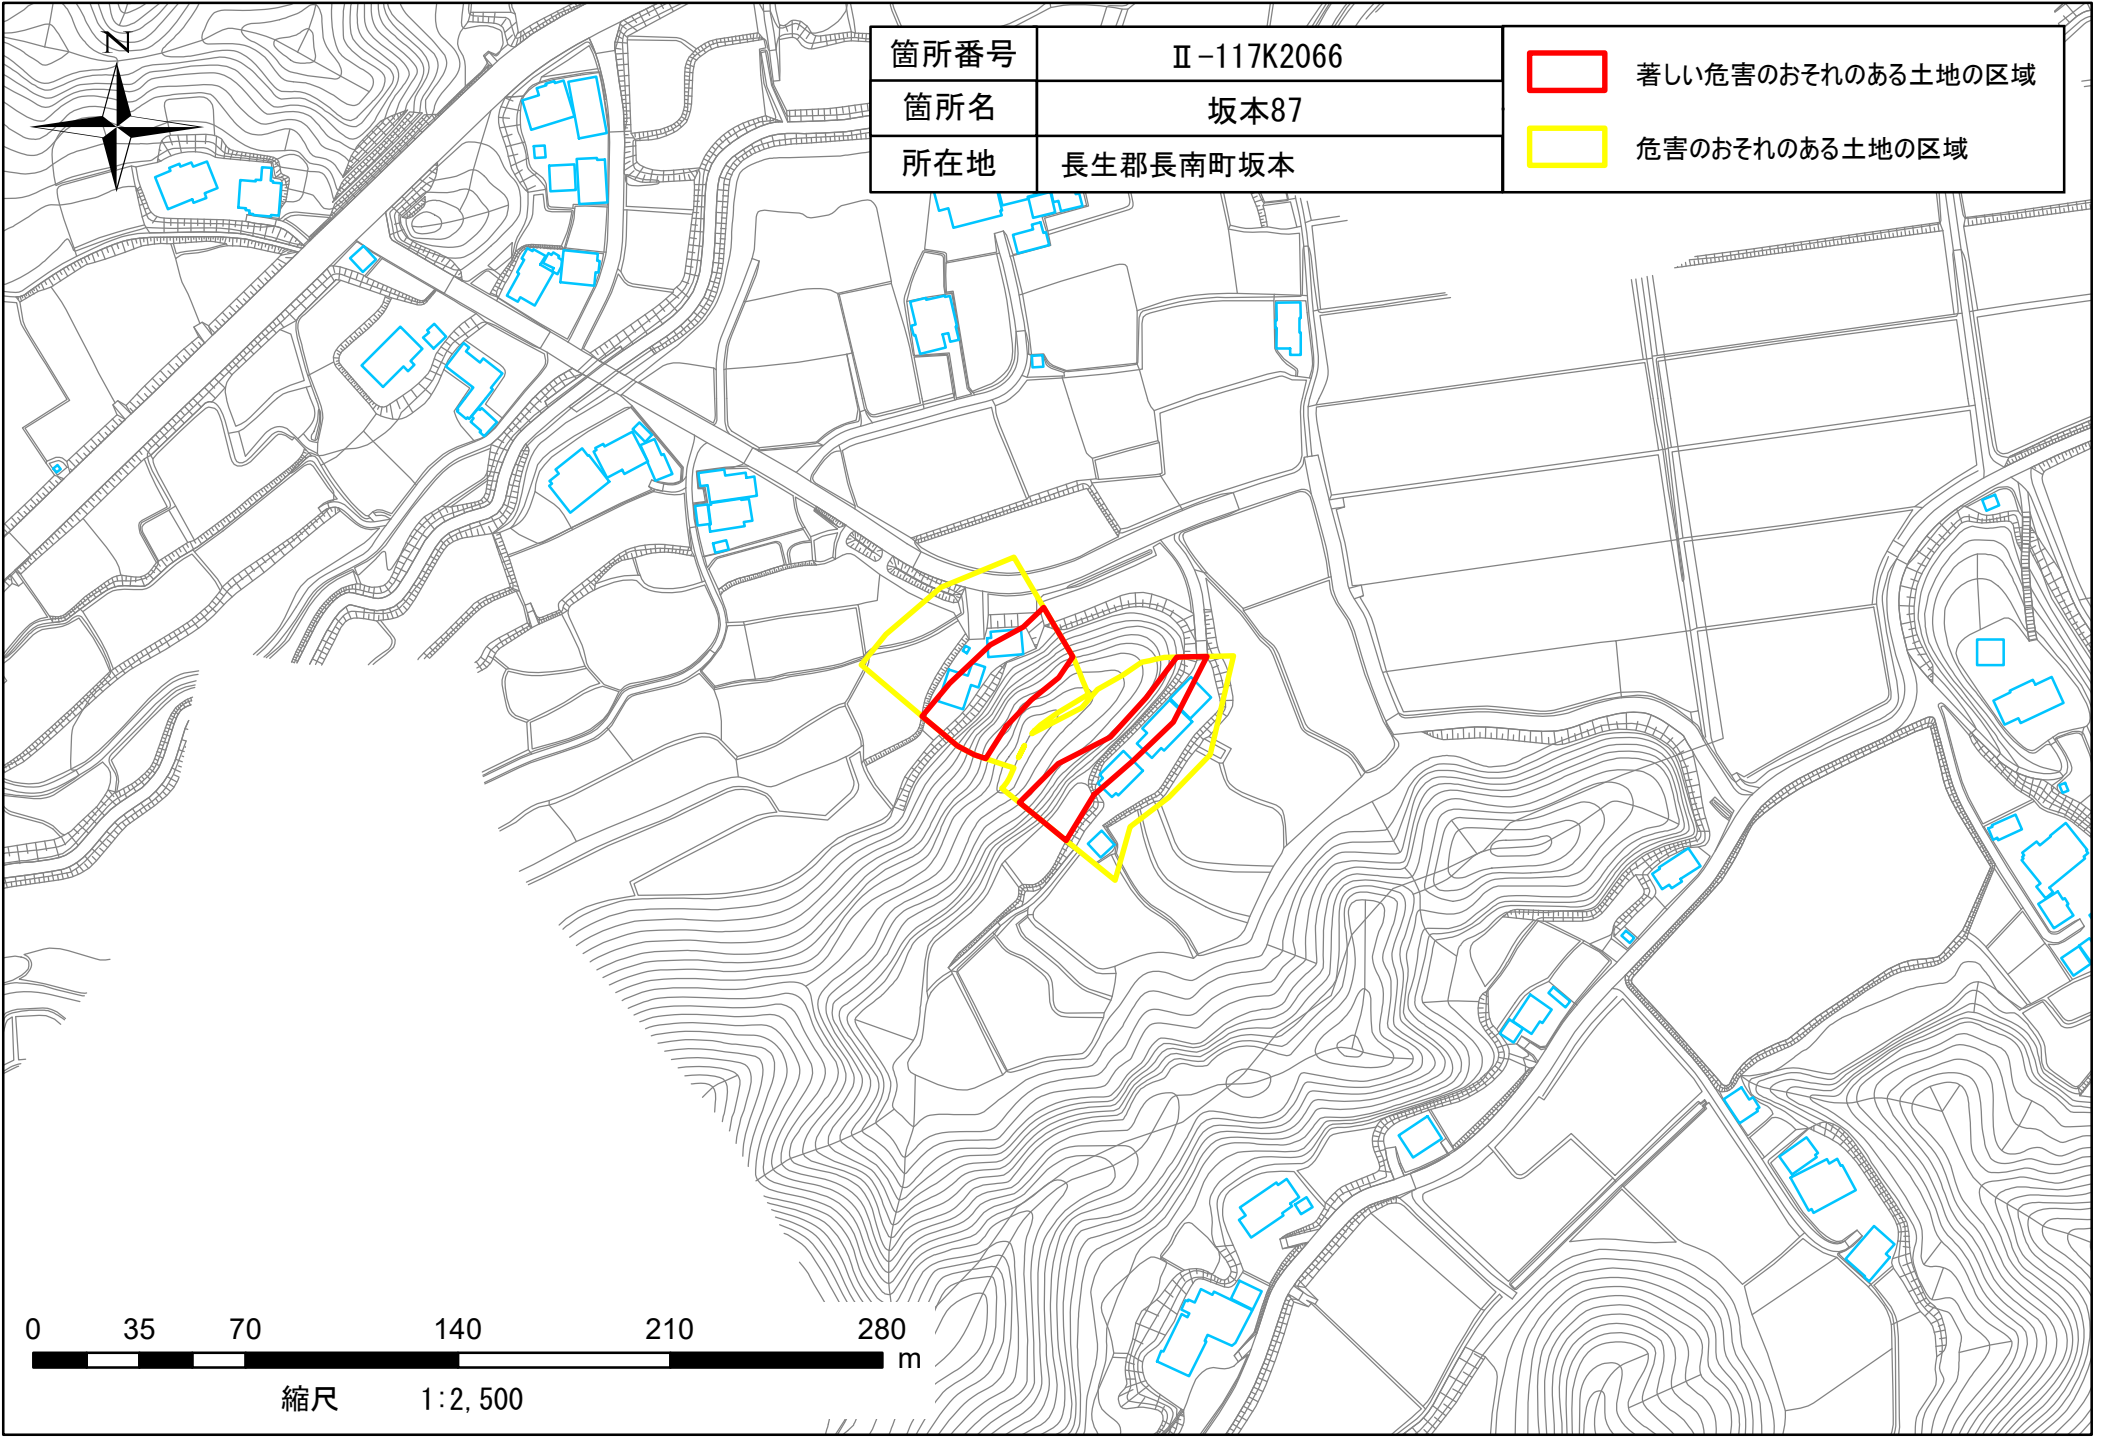 N
箇所番号 Ⅱ-117K2066
箇所名 坂本87
所在地 長生郡長南町坂本
著しい危害のおそれのある土地の区域
危害のおそれのある土地の区域
0 35 70 140 210 280
m
縮尺 1:2,500